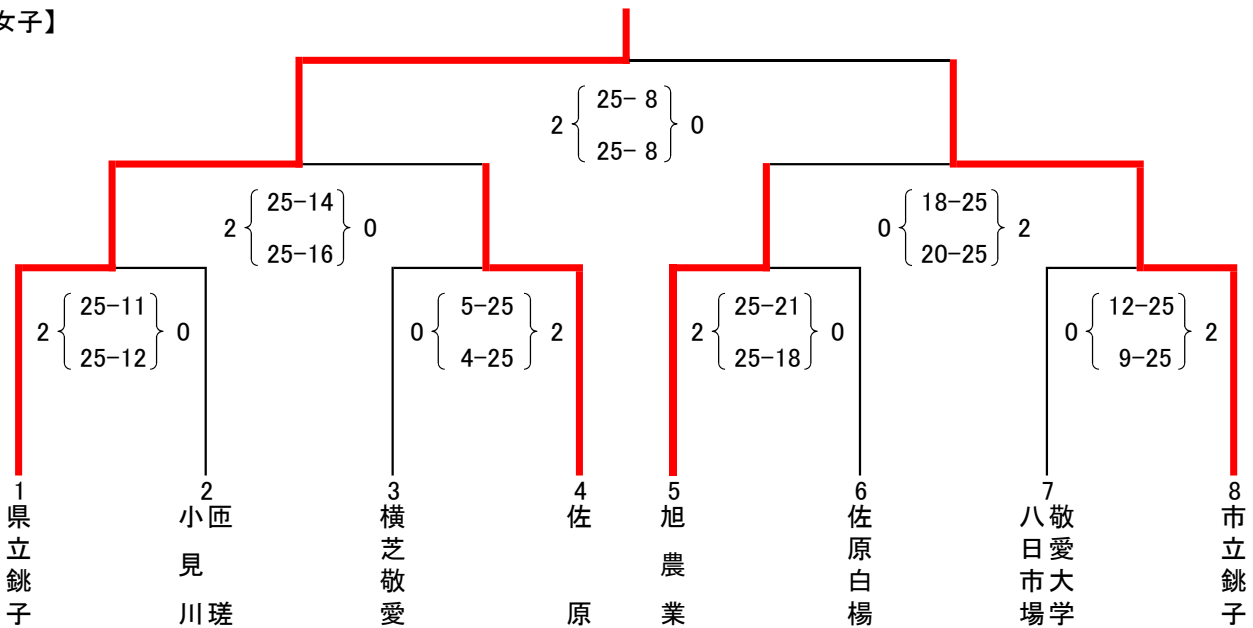 女子】
25- 8
2 0
25- 8
25-14
2 0
25-16
18-25
0 2
20-25
25-11
2 0
25-12
5-25
0 2
4-25
25-21
2 0
25-18
12-25
0 2
9-25
1
県立銚子
2
匝瑳
小見川
3
横芝敬愛
4
佐原
5
旭農業
6
佐原白楊
7
敬愛大学
八日市場
8
市立銚子